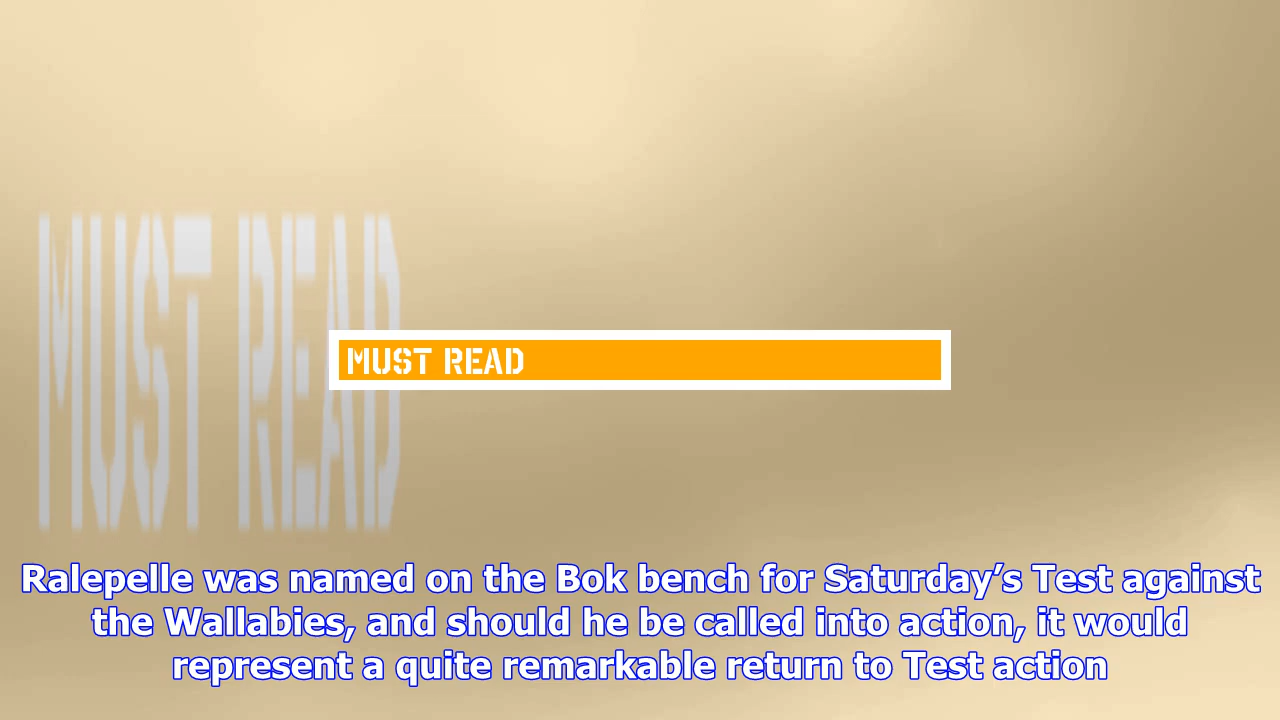 MUST READ
MUST READ
Ralepelle was named on the Bok bench for Saturday’s Test against
the Wallabies, and should he be called into action, it would
represent a quite remarkable return to Test action